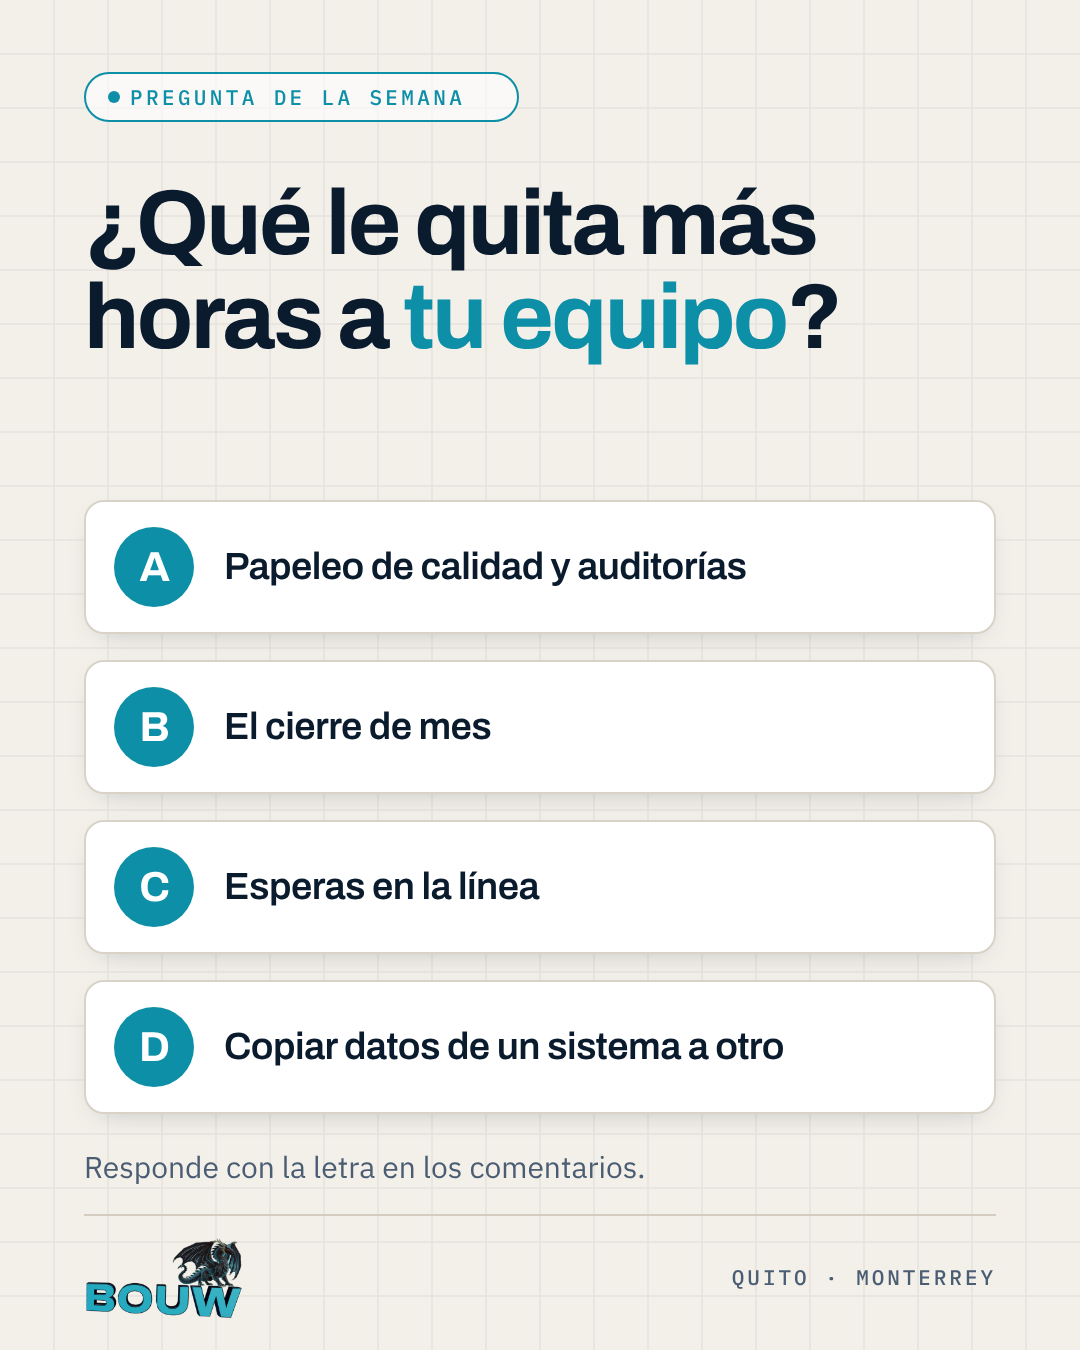 PREGUNTA DE LA SEMANA
¿Qué le quita más
horas a tu equipo?
A Papeleo de calidad y auditorías
B El cierre de mes
C Esperas en la línea
D Copiar datos de un sistema a otro
Responde con la letra en los comentarios.
BOUW
QUITO · MONTERREY